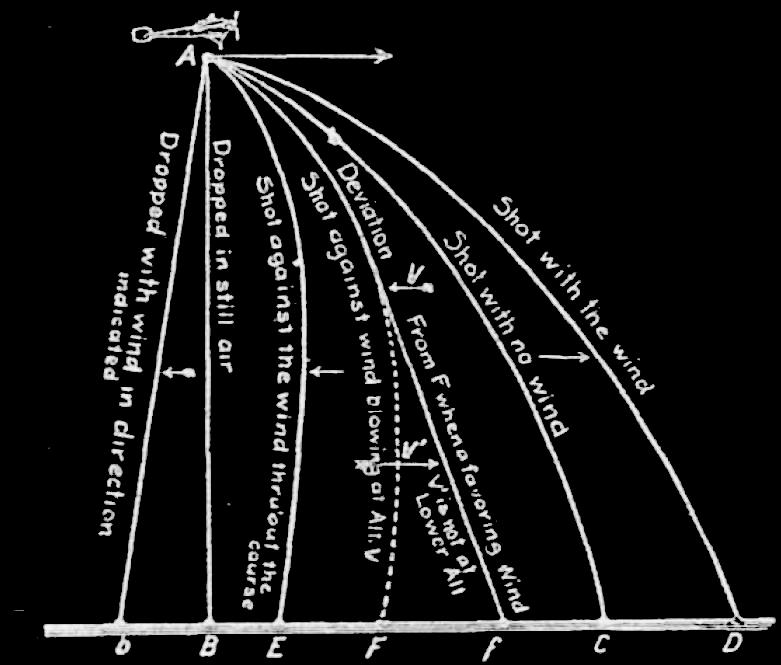 A
Dropped with wind in direction
indicated
Dropped in still air
Shot against the wind thru'out the
course
Shot against wind blowing at Alt. V
Deviation
From F when a favoring Wind
V' is not at
Lower Alt
V
V'
Shot with no wind
Shot with the wind
b
B
E
F
f
C
D